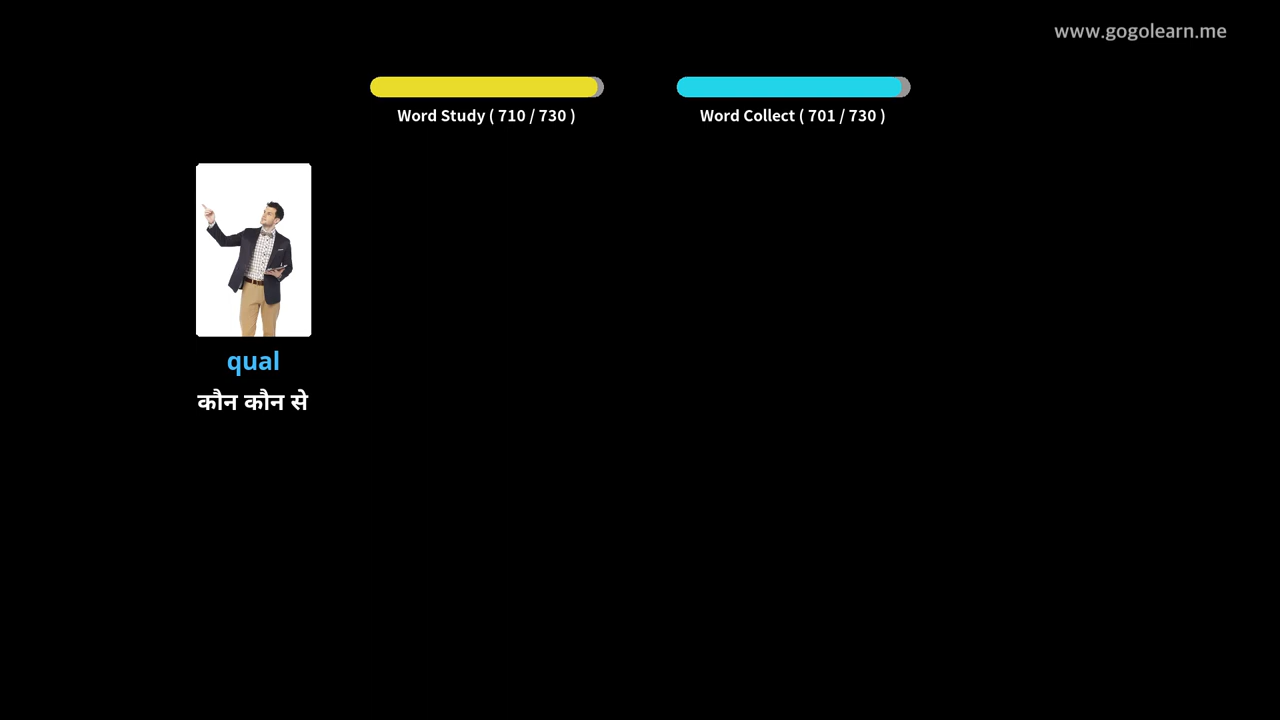 www.gogolearn.me
Word Study ( 710 / 730 )
Word Collect ( 701 / 730 )
qual
कौन कौन से